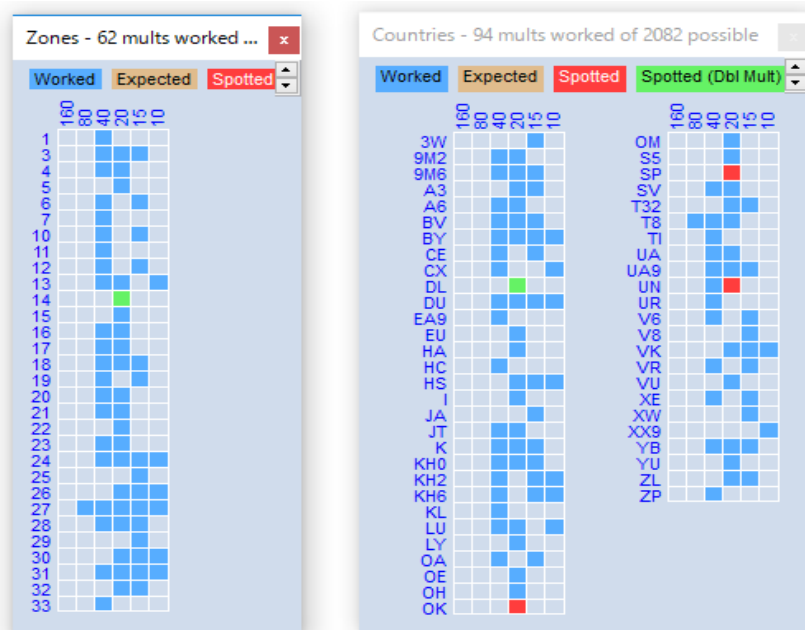 Zones - 62 mults worked ... x
Worked Expected Spotted
160 80 40 20 15 10
1
3
4
5
6
7
10
11
12
13
14
15
16
17
18
19
20
21
22
23
24
25
26
27
28
29
30
31
32
33
Countries - 94 mults worked of 2082 possible x
Worked Expected Spotted Spotted (Dbl Mult)
160 80 40 20 15 10
3W
9M2
9M6
A3
A6
BV
BY
CE
CX
DL
DU
EA9
EU
HA
HC
HS
I
JA
JT
K
KH0
KH2
KH6
KL
LU
LY
OA
OE
OH
OK
160 80 40 20 15 10
OM
S5
SP
SV
T32
T8
TI
UA
UA9
UN
UR
V6
V8
VK
VR
VU
XE
XW
XX9
YB
YU
ZL
ZP